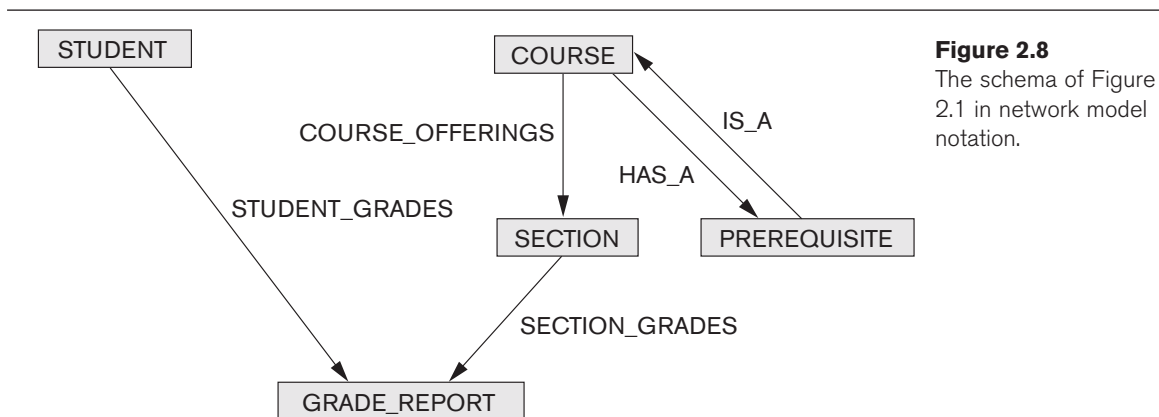 STUDENT
COURSE
COURSE_OFFERINGS
IS_A
HAS_A
STUDENT_GRADES
SECTION
PREREQUISITE
SECTION_GRADES
GRADE_REPORT
Figure 2.8
The schema of Figure
2.1 in network model
notation.